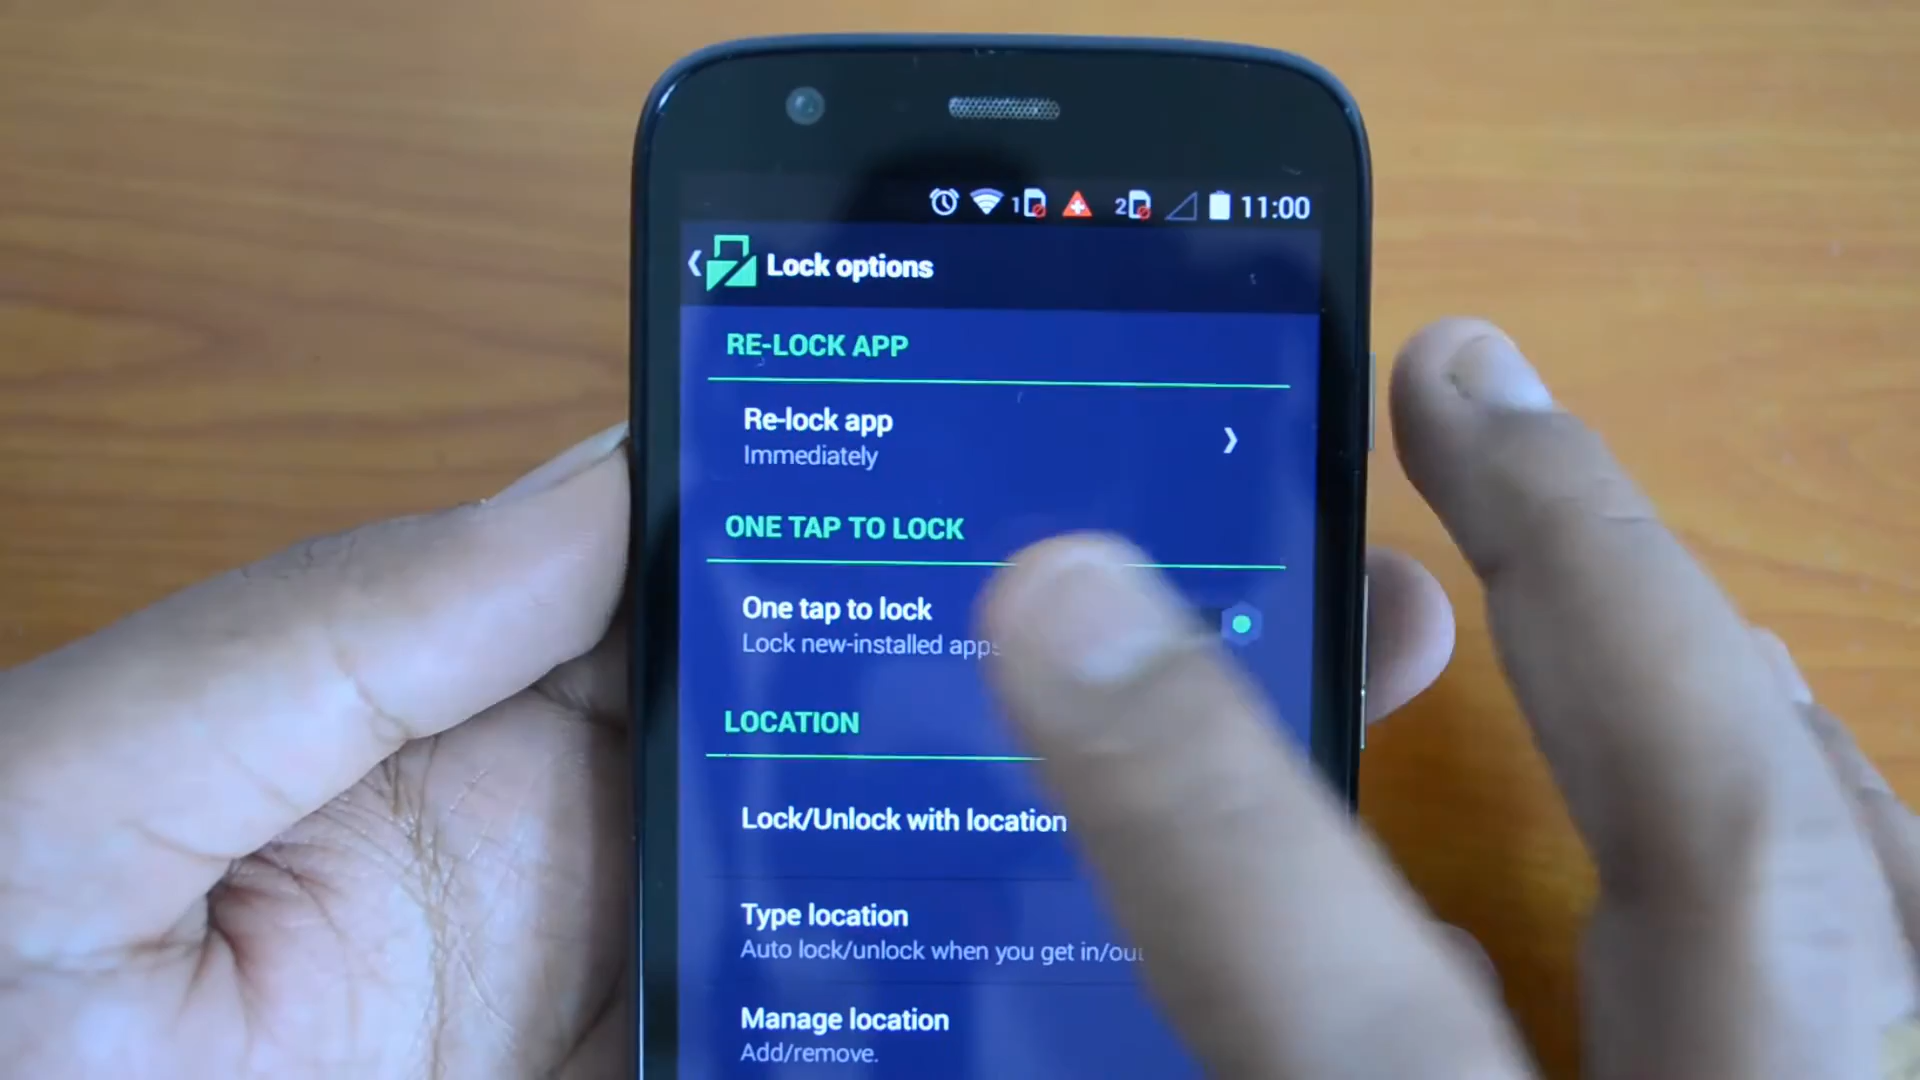 1 2 11:00
Lock options
RE-LOCK APP
Re-lock app
Immediately
ONE TAP TO LOCK
One tap to lock
Lock new-installed apps
LOCATION
Lock/Unlock with location
Type location
Auto lock/unlock when you get in/out
Manage location
Add/remove.